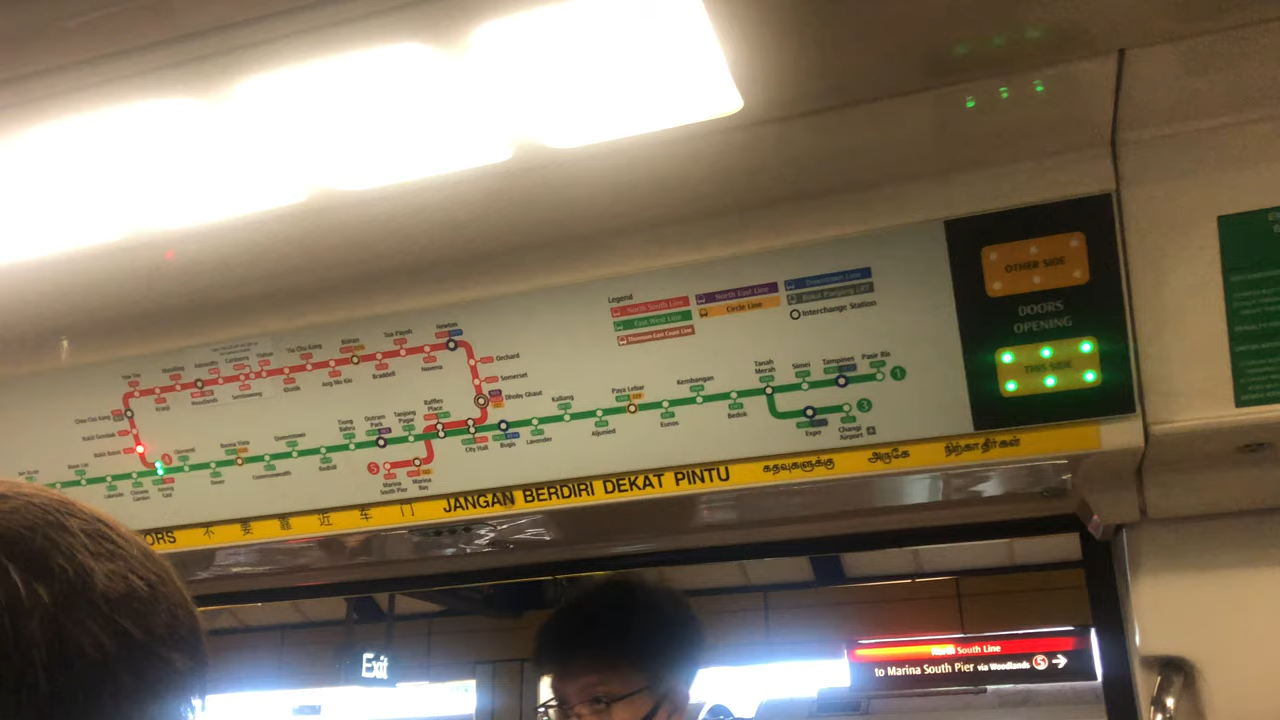 Legend
North South Line
East West Line
Thomson-East Coast Line
North East Line
Circle Line
Downtown Line
Bukit Panjang LRT
Interchange Station
Newton
Toa Payoh
Novena
Braddell
Bishan
Ang Mo Kio
Yio Chu Kang
Khatib
Yishun
Canberra
Sembawang
Admiralty
Woodlands
Marsiling
Kranji
Yew Tee
Choa Chu Kang
Bukit Gombak
Bukit Batok
Orchard
Somerset
Dhoby Ghaut
Raffles Place
City Hall
5
Marina South Pier
Marina Bay
Boon Lay
Lakeside
Chinese Garden
Jurong East
Clementi
Dover
Buona Vista
Commonwealth
Queenstown
Redhill
Tiong Bahru
Outram Park
Tanjong Pagar
Bugis
Lavender
Kallang
Aljunied
Paya Lebar
Eunos
Kembangan
Bedok
Tanah Merah
Simei
Tampines
Pasir Ris
1
Expo
Changi Airport
3
OTHER SIDE
DOORS
OPENING
THIS SIDE
ORS 不要靠近车门 JANGAN BERDIRI DEKAT PINTU கதவுகளுக்கு அருகே நிற்காதீர்கள்
Exit
North South Line
to Marina South Pier via Woodlands 5 →